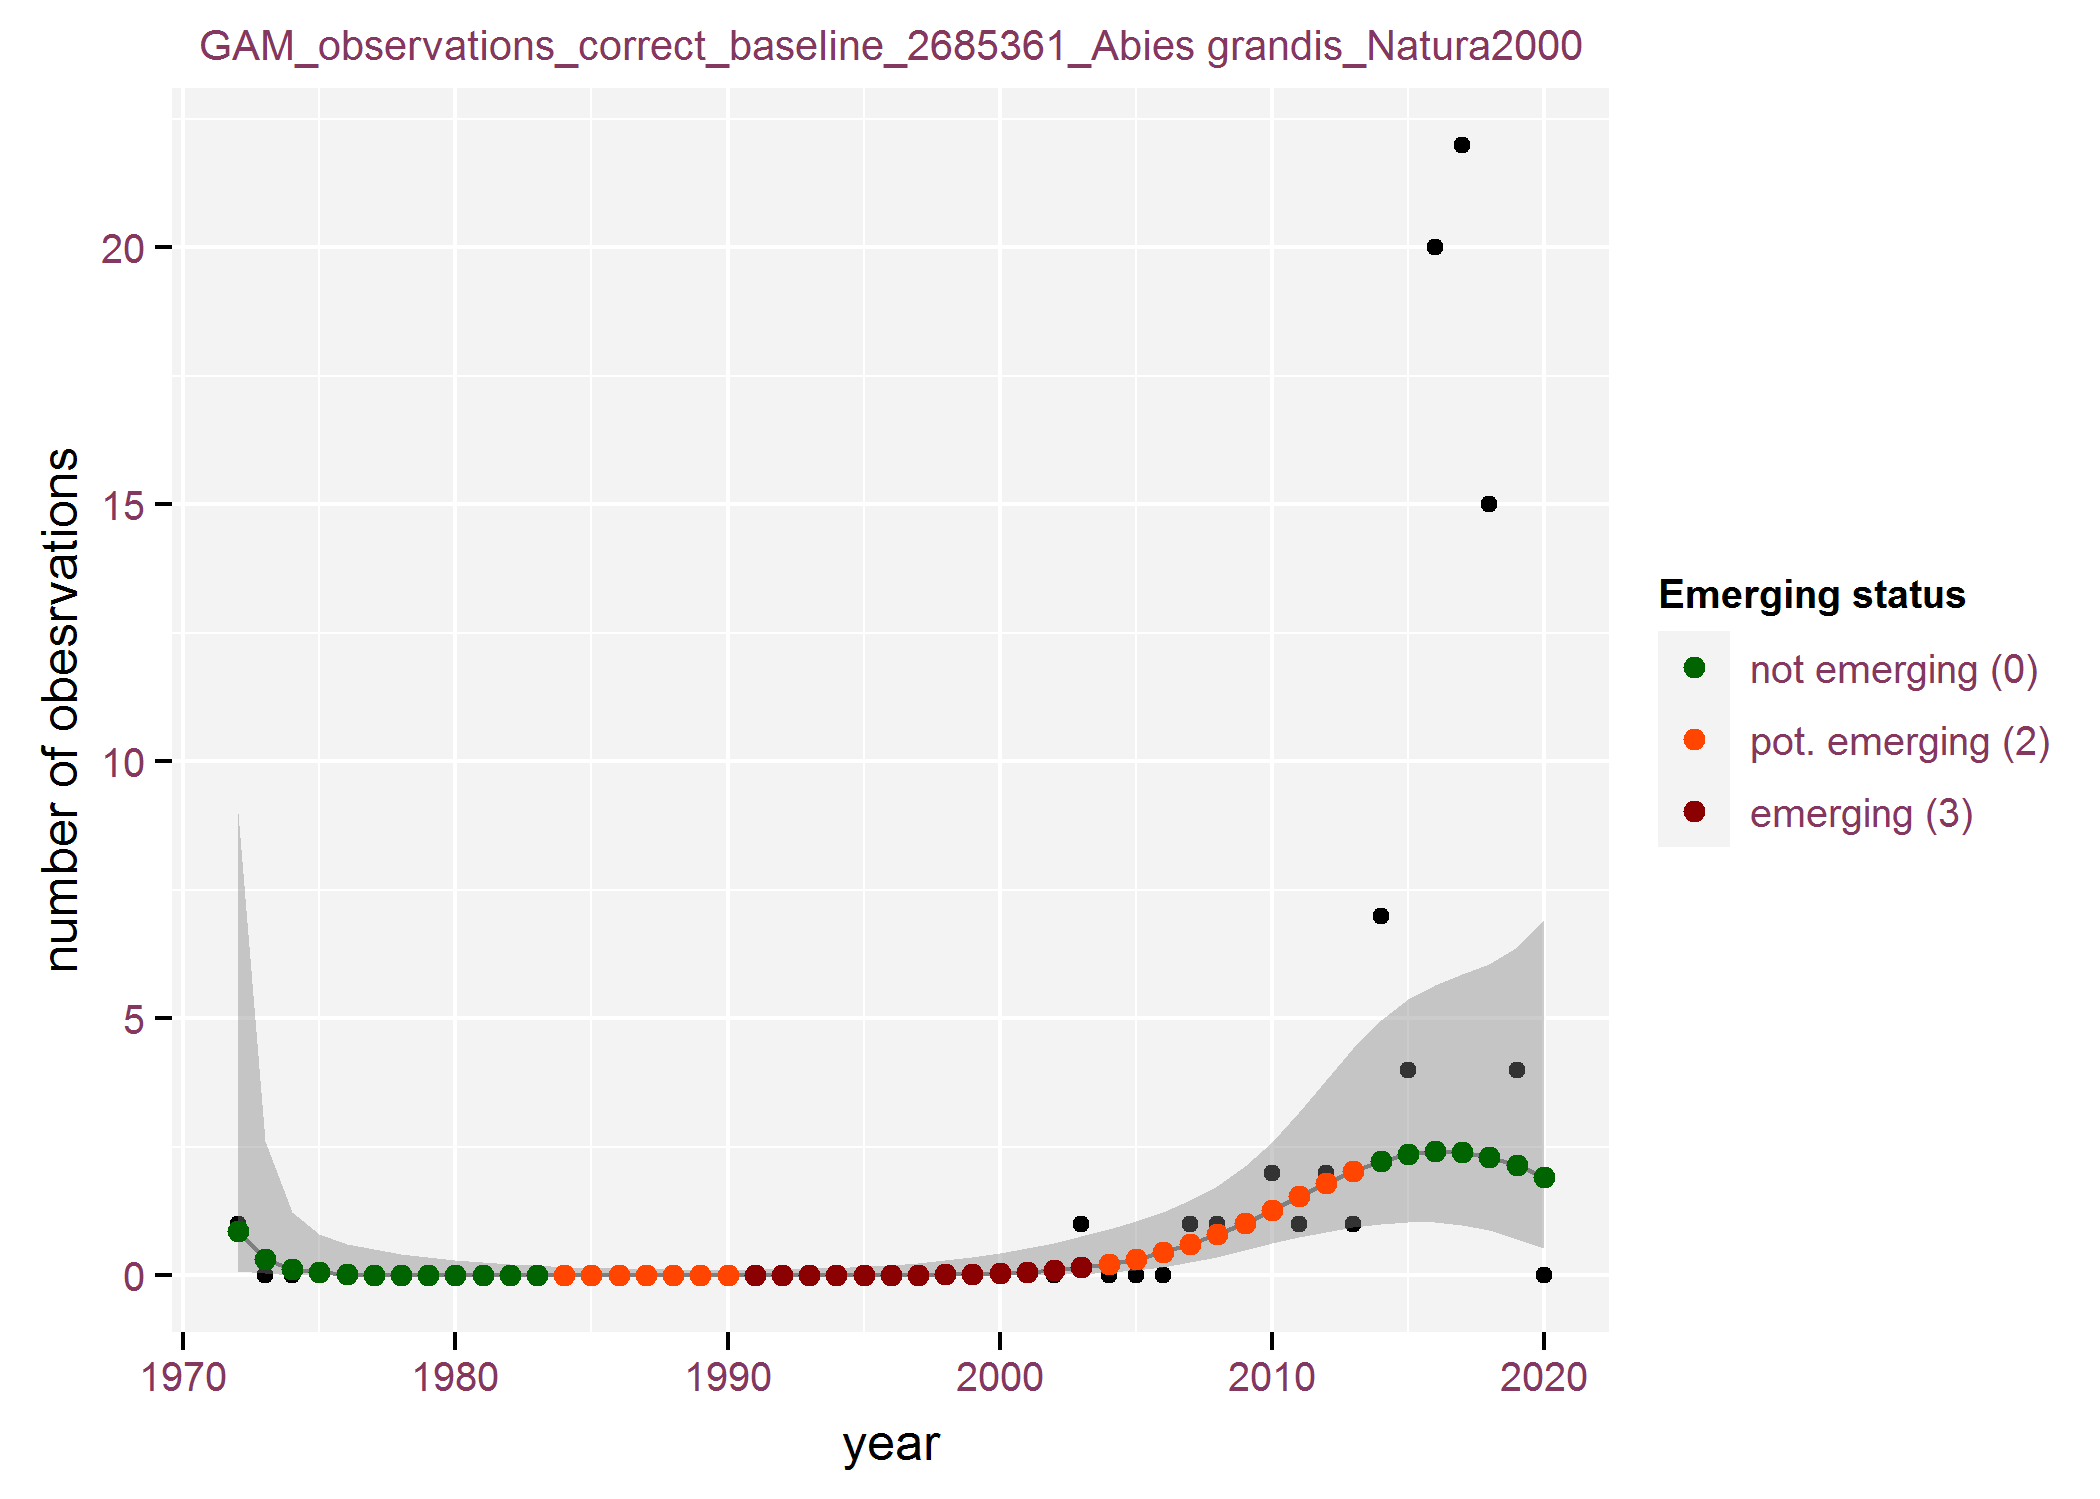 GAM_observations_correct_baseline_2685361_Abies grandis_Natura2000
number of obesrvations
20
15
10
5
0
1970 1980 1990 2000 2010 2020
year
Emerging status
not emerging (0)
pot. emerging (2)
emerging (3)